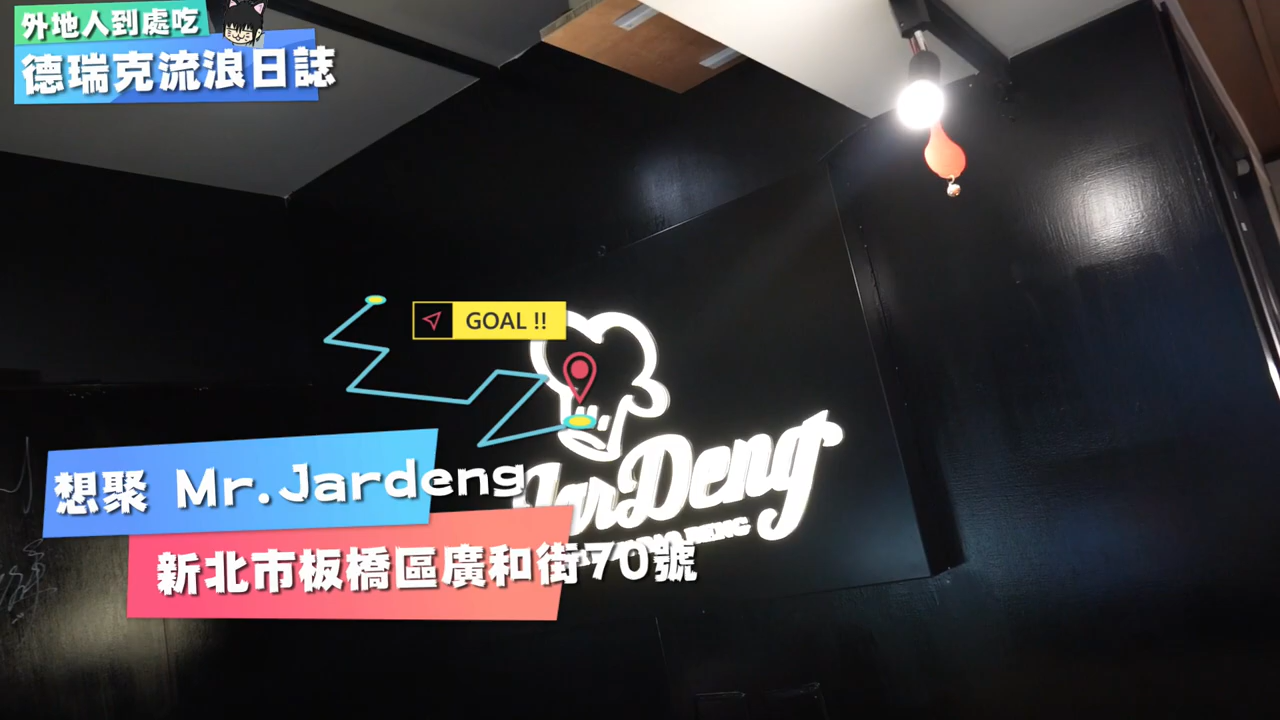 外地人到處吃
德瑞克流浪日誌
GOAL !!
JarDeng
想聚 Mr.Jardeng
新北市板橋區廣和街70號